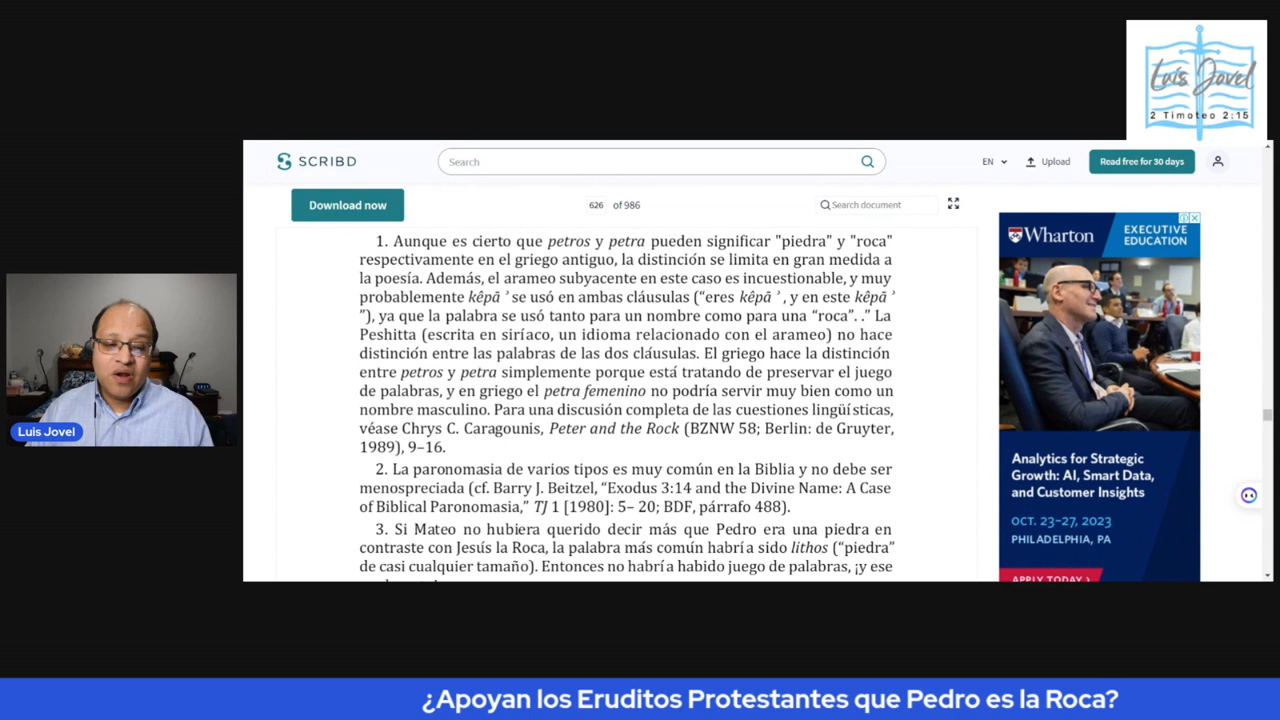 Luis Jovel
2 Timoteo 2:15
SCRIBD
Search
EN
Upload
Read free for 30 days
Download now
626 of 986
Search document
1. Aunque es cierto que petros y petra pueden significar "piedra" y "roca"
respectivamente en el griego antiguo, la distinción se limita en gran medida a
la poesía. Además, el arameo subyacente en este caso es incuestionable, y muy
probablemente kêpā ʾ se usó en ambas cláusulas (“eres kêpā ʾ , y en este kêpā ʾ
”), ya que la palabra se usó tanto para un nombre como para una “roca”. .” La
Peshitta (escrita en siríaco, un idioma relacionado con el arameo) no hace
distinción entre las palabras de las dos cláusulas. El griego hace la distinción
entre petros y petra simplemente porque está tratando de preservar el juego
de palabras, y en griego el petra femenino no podría servir muy bien como un
nombre masculino. Para una discusión completa de las cuestiones lingüísticas,
véase Chrys C. Caragounis, Peter and the Rock (BZNW 58; Berlin: de Gruyter,
1989), 9–16.
2. La paronomasia de varios tipos es muy común en la Biblia y no debe ser
menospreciada (cf. Barry J. Beitzel, “Exodus 3:14 and the Divine Name: A Case
of Biblical Paronomasia,” TJ 1 [1980]: 5– 20; BDF, párrafo 488).
3. Si Mateo no hubiera querido decir más que Pedro era una piedra en
contraste con Jesús la Roca, la palabra más común habría sido lithos (“piedra”
de casi cualquier tamaño). Entonces no habría habido juego de palabras, ¡y ese
Wharton
EXECUTIVE
EDUCATION
Analytics for Strategic
Growth: AI, Smart Data,
and Customer Insights
OCT. 23–27, 2023
PHILADELPHIA, PA
APPLY TODAY ›
Luis Jovel
¿Apoyan los Eruditos Protestantes que Pedro es la Roca?